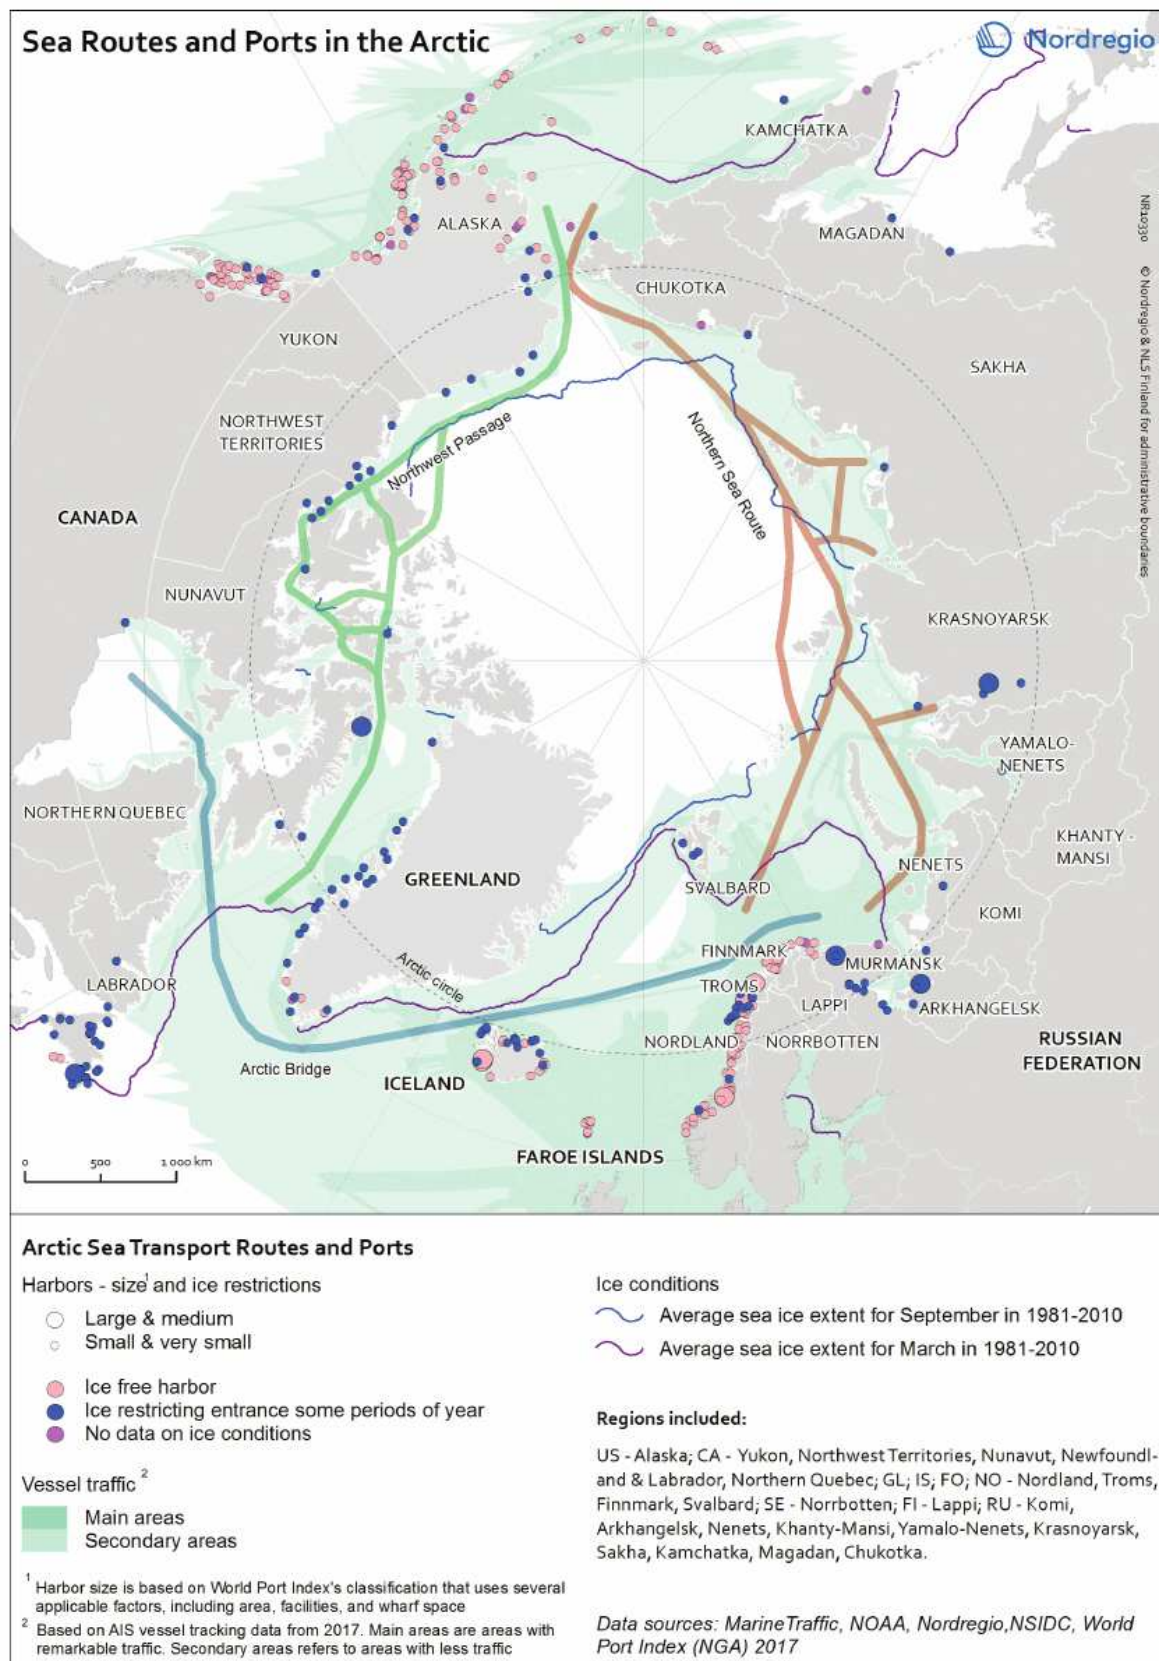 Sea Routes and Ports in the Arctic
Nordregio
KAMCHATKA
ALASKA
MAGADAN
CHUKOTKA
YUKON
SAKHA
NORTHWEST
TERRITORIES
Northwest Passage
Northern Sea Route
CANADA
NUNAVUT
KRASNOYARSK
YAMALO-
NENETS
NORTHERN QUEBEC
KHANTY-
MANSI
NENETS
GREENLAND
SVALBARD
KOMI
FINNMARK
MURMANSK
Arctic circle
LABRADOR
TROMS
LAPPI
ARKHANGELSK
NORDLAND
NORRBOTTEN
RUSSIAN
FEDERATION
Arctic Bridge
ICELAND
FAROE ISLANDS
0 500 1 000 km
NR10330 © Nordregio & NLS Finland for administrative boundaries
Arctic Sea Transport Routes and Ports
Harbors - size¹ and ice restrictions
Large & medium
Small & very small
Ice free harbor
Ice restricting entrance some periods of year
No data on ice conditions
Vessel traffic ²
Main areas
Secondary areas
¹ Harbor size is based on World Port Index's classification that uses several
applicable factors, including area, facilities, and wharf space
² Based on AIS vessel tracking data from 2017. Main areas are areas with
remarkable traffic. Secondary areas refers to areas with less traffic
Ice conditions
Average sea ice extent for September in 1981-2010
Average sea ice extent for March in 1981-2010
Regions included:
US - Alaska; CA - Yukon, Northwest Territories, Nunavut, Newfoundl-
and & Labrador, Northern Quebec; GL; IS; FO; NO - Nordland, Troms,
Finnmark, Svalbard; SE - Norrbotten; FI - Lappi; RU - Komi,
Arkhangelsk, Nenets, Khanty-Mansi, Yamalo-Nenets, Krasnoyarsk,
Sakha, Kamchatka, Magadan, Chukotka.
Data sources: MarineTraffic, NOAA, Nordregio,NSIDC, World
Port Index (NGA) 2017